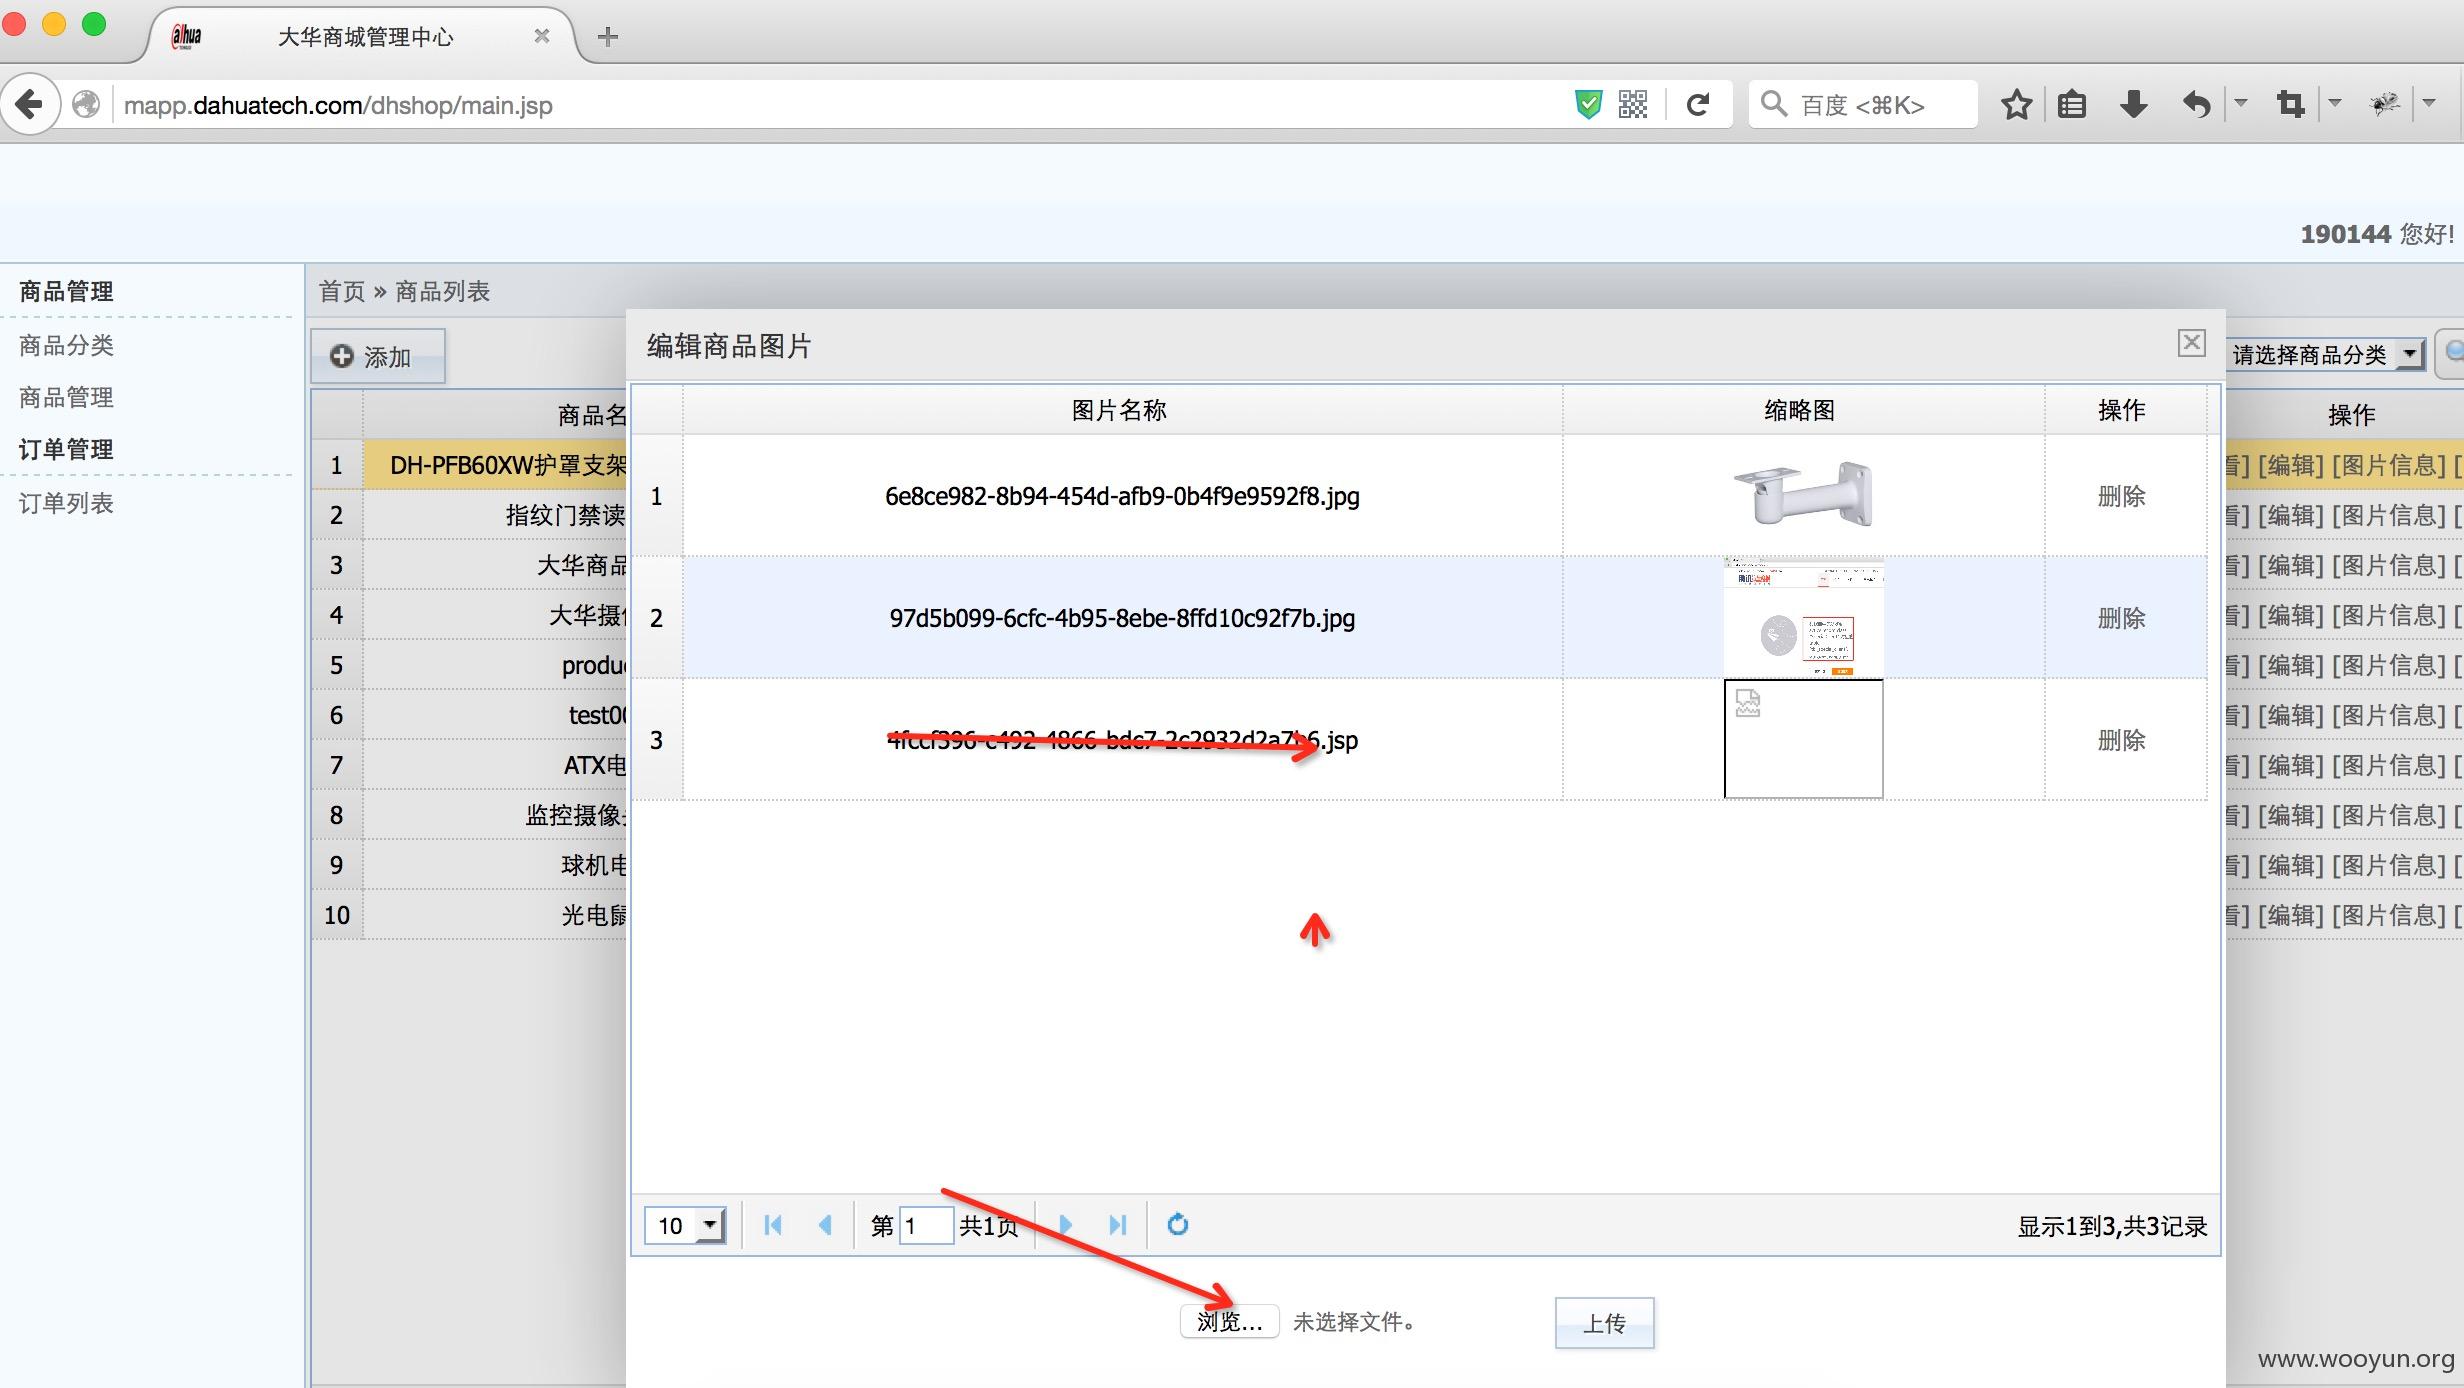 大华商城管理中心
mapp.dahuatech.com/dhshop/main.jsp
百度 <⌘K>
190144 您好!
商品管理
商品分类
商品管理
订单管理
订单列表
首页 » 商品列表
添加
请选择商品分类
商品名
操作
1 DH-PFB60XW护罩支架 [编辑] [图片信息] [
2 指纹门禁读 [编辑] [图片信息] [
3 大华商品 [编辑] [图片信息] [
4 大华摄 [编辑] [图片信息] [
5 produ [编辑] [图片信息] [
6 test0 [编辑] [图片信息] [
7 ATX电 [编辑] [图片信息] [
8 监控摄像 [编辑] [图片信息] [
9 球机电 [编辑] [图片信息] [
10 光电鼠 [编辑] [图片信息] [
编辑商品图片
图片名称 缩略图 操作
1 6e8ce982-8b94-454d-afb9-0b4f9e9592f8.jpg 删除
2 97d5b099-6cfc-4b95-8ebe-8ffd10c92f7b.jpg 删除
3 4fccf396-c492-4866-bdc7-2c2932d2a7b6.jsp 删除
10 第 1 共1页 显示1到3,共3记录
浏览... 未选择文件。 上传
www.wooyun.org